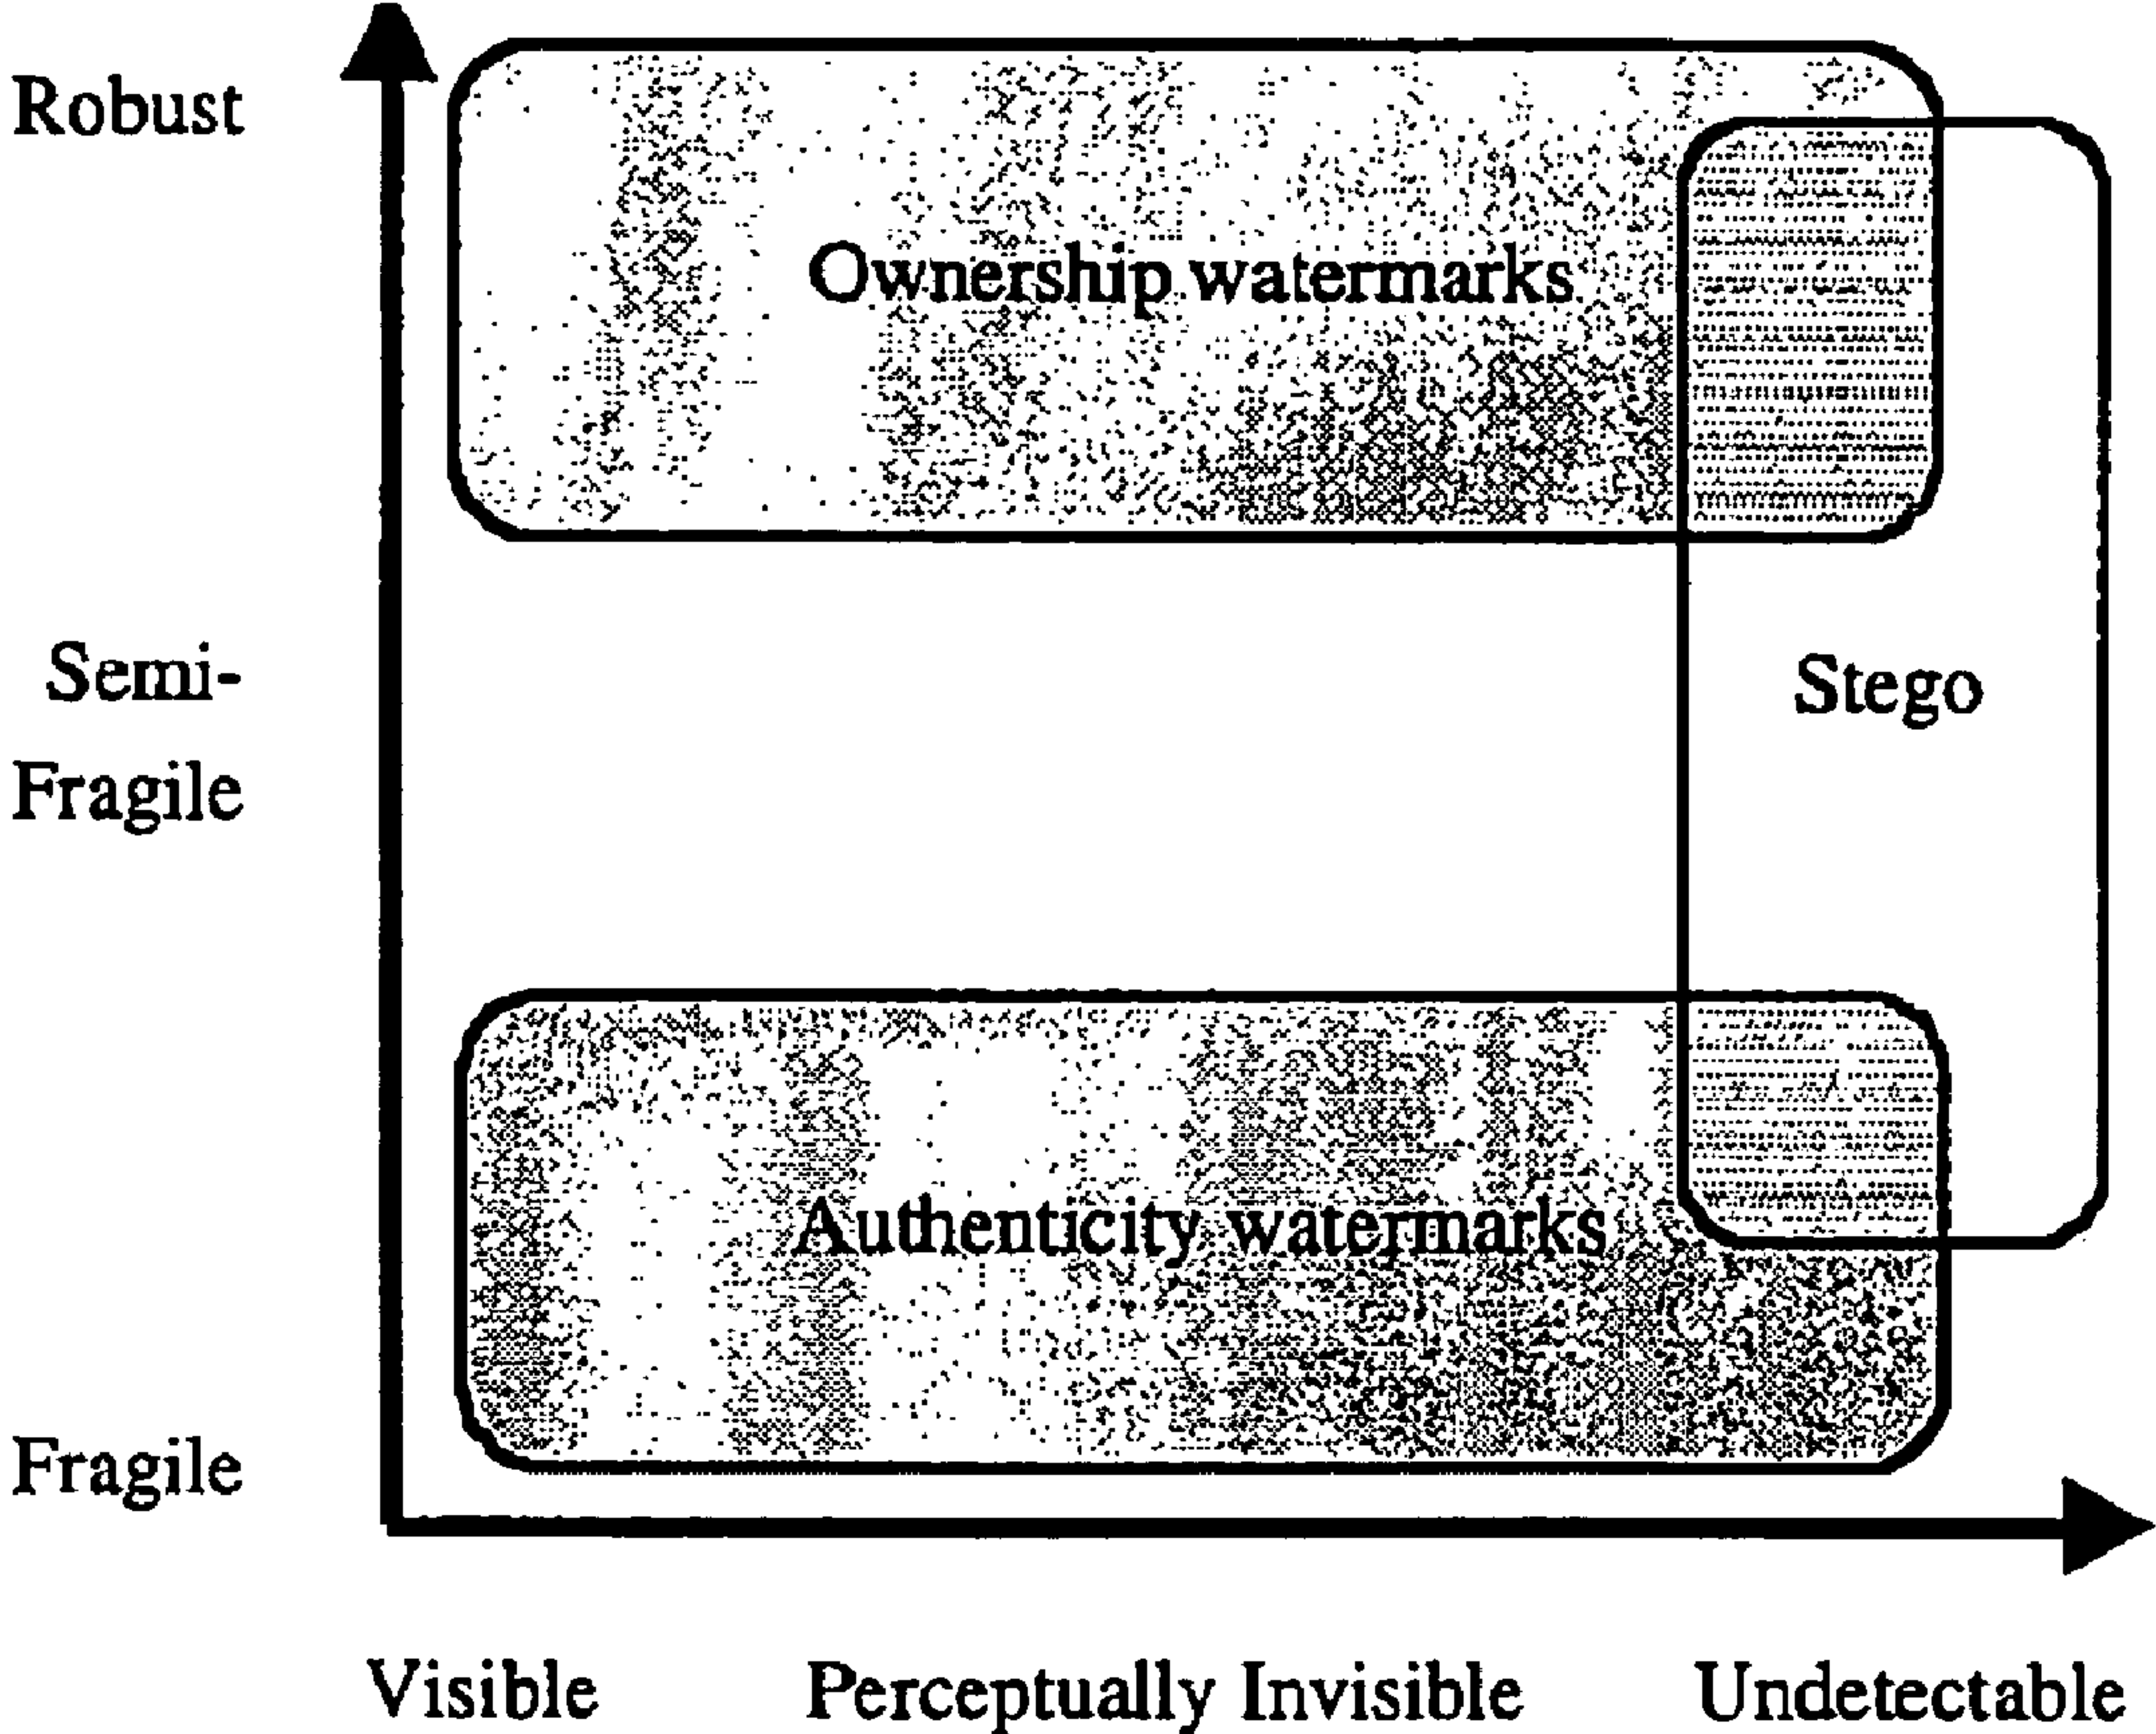 Robust
Ownership watermarks
Semi-
Fragile
Stego
Authenticity watermarks
Fragile
Visible
Perceptually Invisible
Undetectable